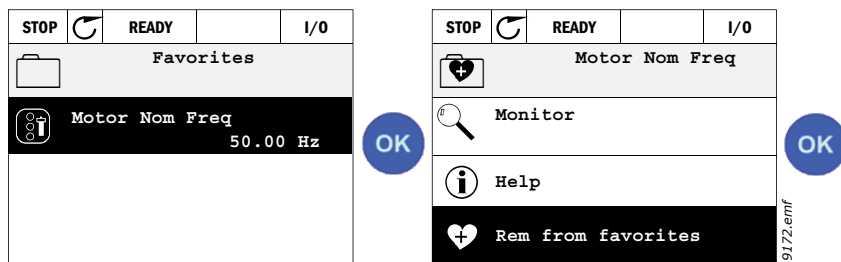 STOP READY I/O
Favorites
Motor Nom Freq
50.00 Hz
OK
STOP READY I/O
Motor Nom Freq
Monitor
Help
Rem from favorites
OK
9172.emf